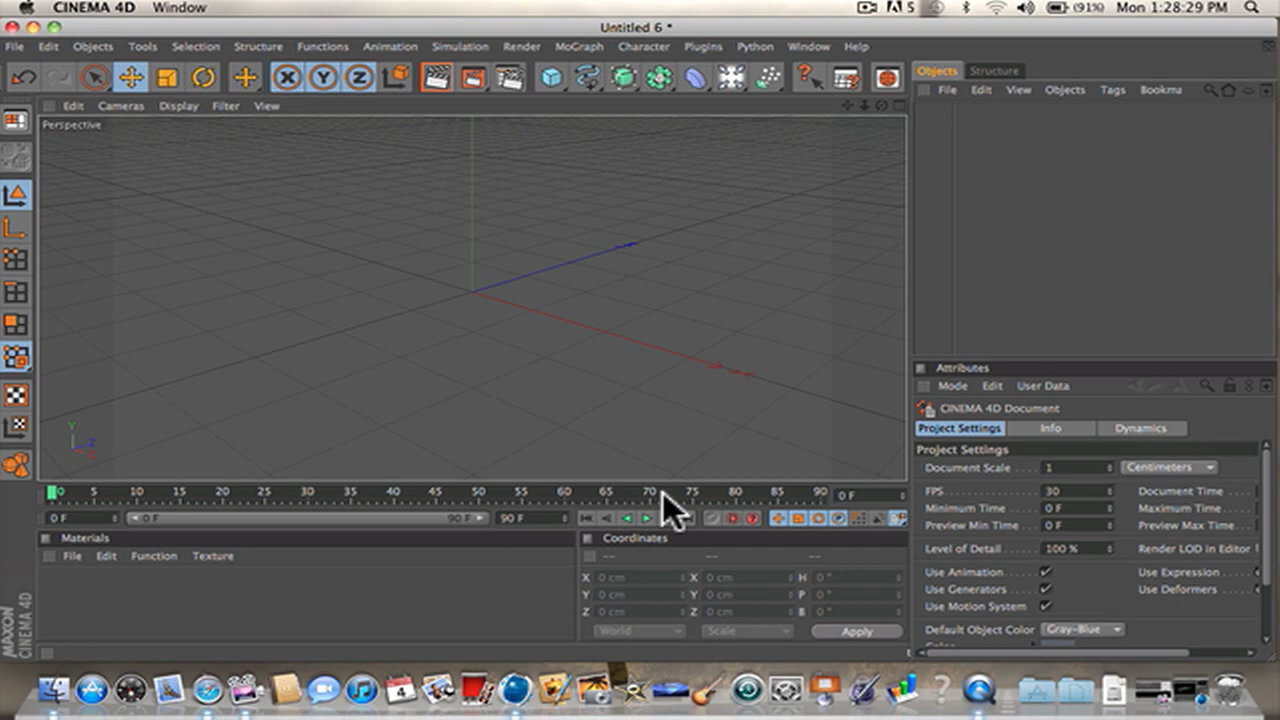 CINEMA 4D Window 5 (91%) Mon 1:28:29 PM
Untitled 6 *
File Edit Objects Tools Selection Structure Functions Animation Simulation Render MoGraph Character Plugins Python Window Help
X Y Z
Objects Structure
Edit Cameras Display Filter View
File Edit View Objects Tags Bookma
Perspective
Y
Z
Attributes
Mode Edit User Data
CINEMA 4D Document
Project Settings Info Dynamics
Project Settings
Document Scale .... 1 Centimeters
FPS 30 Document Time
Minimum Time 0 F Maximum Time
Preview Min Time 0 F Preview Max Time
Level of Detail 100 % Render LOD in Editor
Use Animation Use Expression
Use Generators Use Deformers
Use Motion System
Default Object Color Gray-Blue
0 5 10 15 20 25 30 35 40 45 50 55 60 65 70 75 80 85 90 0 F
0 F 0 F 90 F 90 F
Materials
File Edit Function Texture
Coordinates
-- -- --
X 0 cm X 0 cm H 0 °
Y 0 cm Y 0 cm P 0 °
Z 0 cm Z 0 cm B 0 °
World Scale Apply
MAXON
CINEMA 4D
4